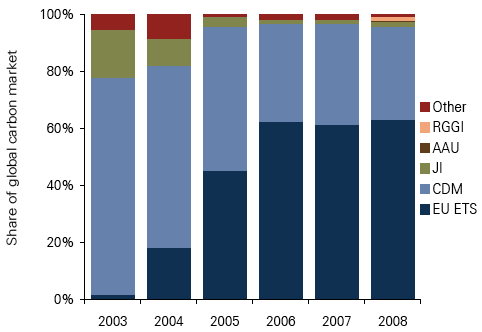 Share of global carbon market
100%
80%
60%
40%
20%
0%
2003 2004 2005 2006 2007 2008
Other
RGGI
AAU
JI
CDM
EU ETS